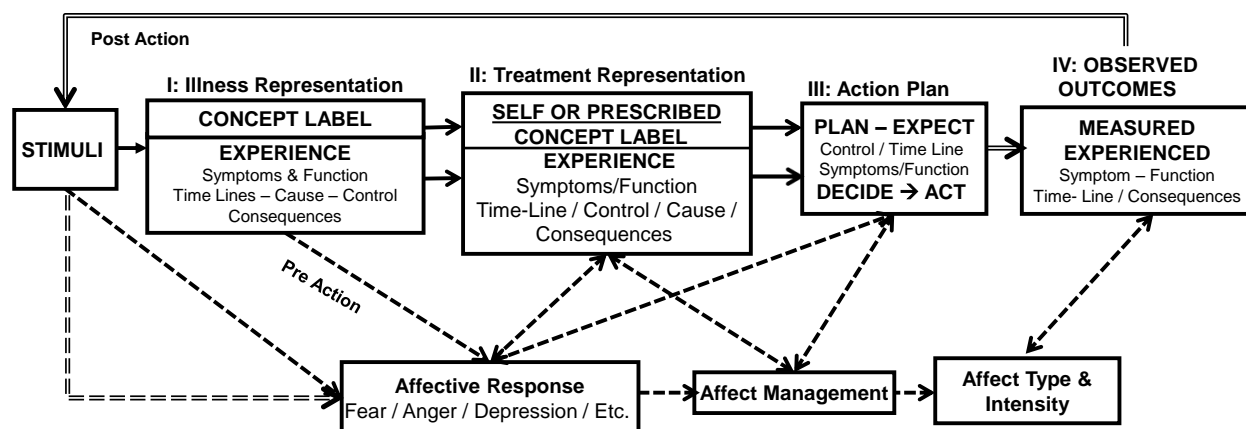 Post Action
STIMULI
I: Illness Representation
CONCEPT LABEL
EXPERIENCE
Symptoms & Function
Time Lines – Cause – Control
Consequences
II: Treatment Representation
SELF OR PRESCRIBED
CONCEPT LABEL
EXPERIENCE
Symptoms/Function
Time-Line / Control / Cause /
Consequences
III: Action Plan
PLAN – EXPECT
Control / Time Line
Symptoms/Function
DECIDE → ACT
IV: OBSERVED
OUTCOMES
MEASURED
EXPERIENCED
Symptom – Function
Time- Line / Consequences
Pre Action
Affective Response
Fear / Anger / Depression / Etc.
Affect Management
Affect Type &
Intensity